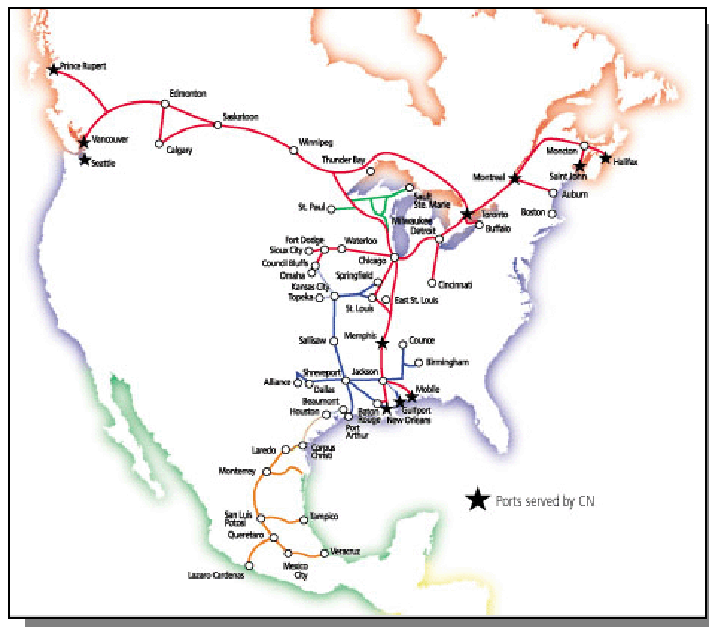 Prince Rupert
Edmonton
Saskatoon
Vancouver
Seattle
Calgary
Winnipeg
Thunder Bay
Moncton
Halifax
Montreal
Saint John
Sault
Ste. Marie
Auburn
St. Paul
Milwaukee
Toronto
Boston
Detroit
Buffalo
Fort Dodge
Waterloo
Sioux City
Chicago
Council Bluffs
Omaha
Springfield
Kansas City
Cincinnati
Topeka
East St. Louis
St. Louis
Sallisaw
Memphis
Counce
Birmingham
Shreveport
Jackson
Alliance
Dallas
Mobile
Beaumont
Houston
Baton
Rouge
Gulfport
New Orleans
Port
Arthur
Laredo
Corpus
Christi
Monterrey
San Luis
Potosi
Tampico
Queretaro
Veracruz
Lazaro-Cardenas
Mexico
City
Ports served by CN